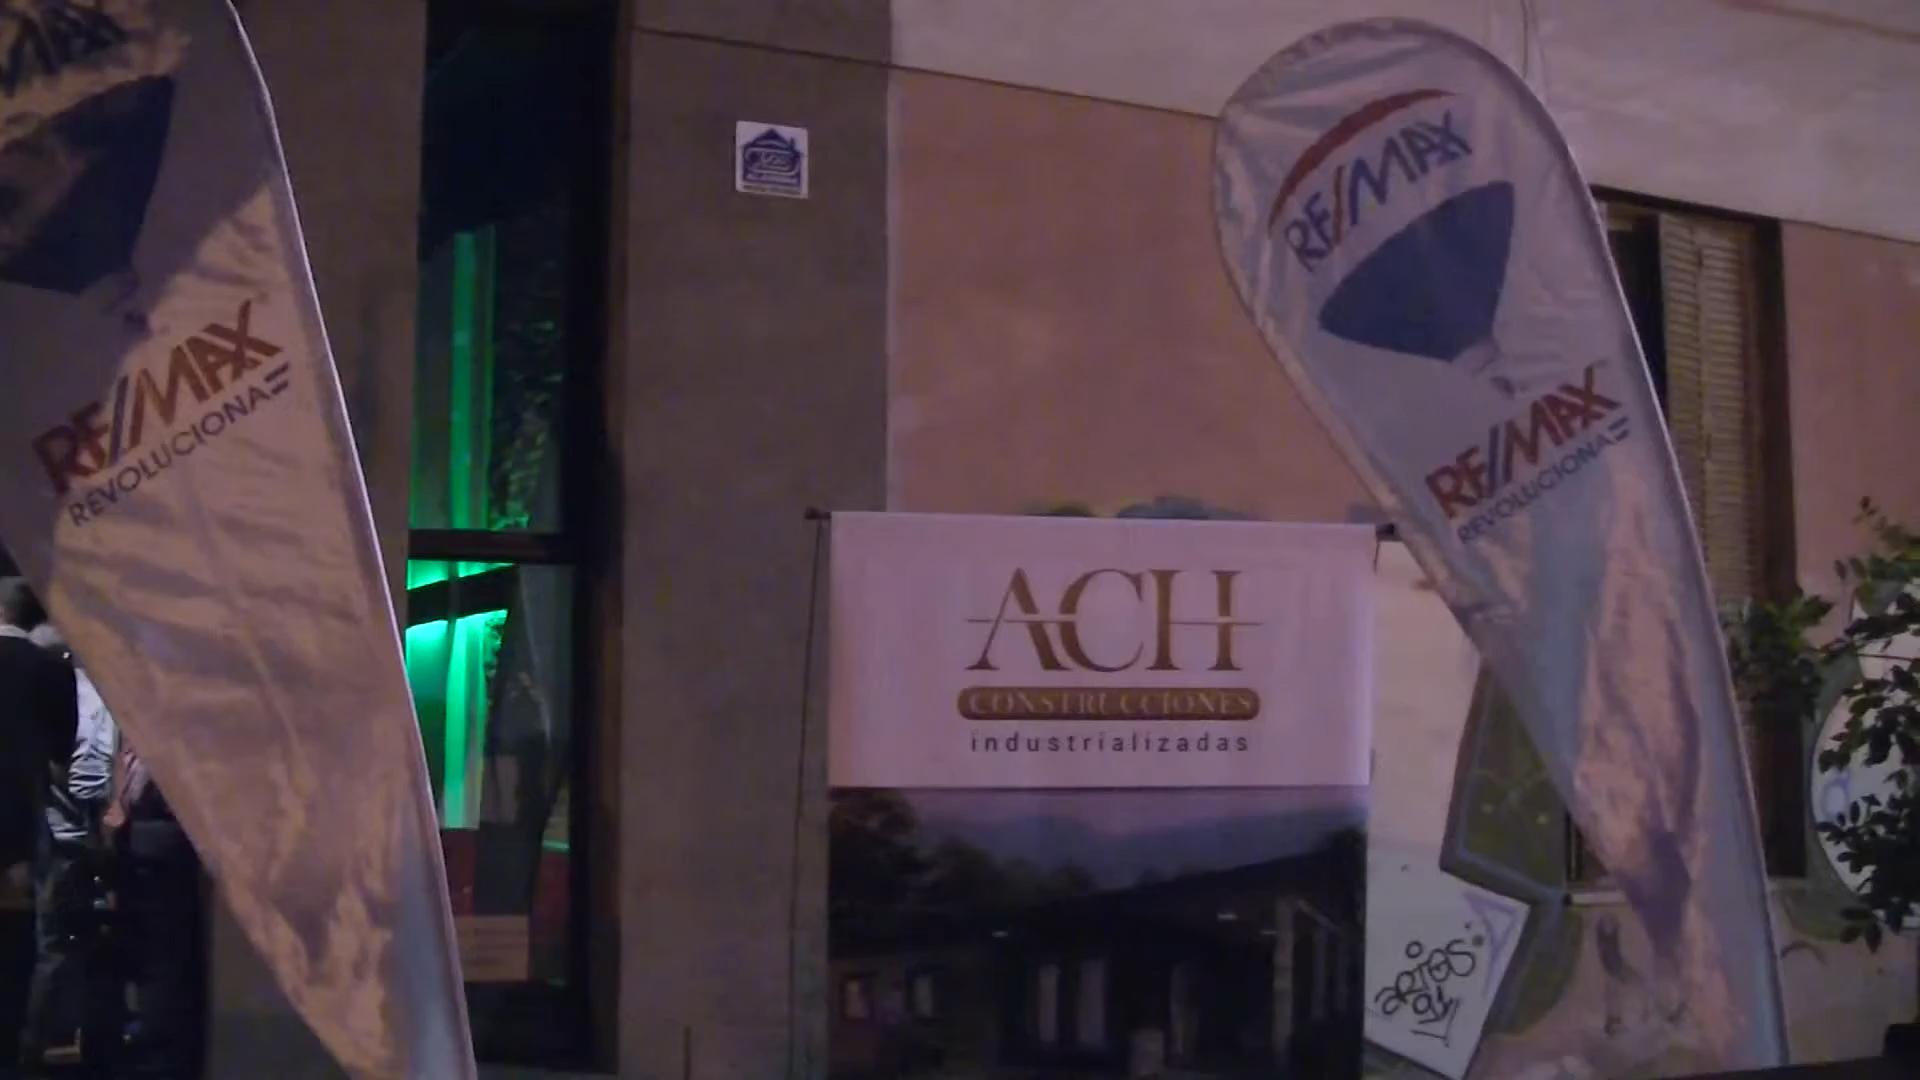 RE/MAX
REVOLUCIONA
RE/MAX
RE/MAX
REVOLUCIONA
ACH
CONSTRUCCIONES
industrializadas